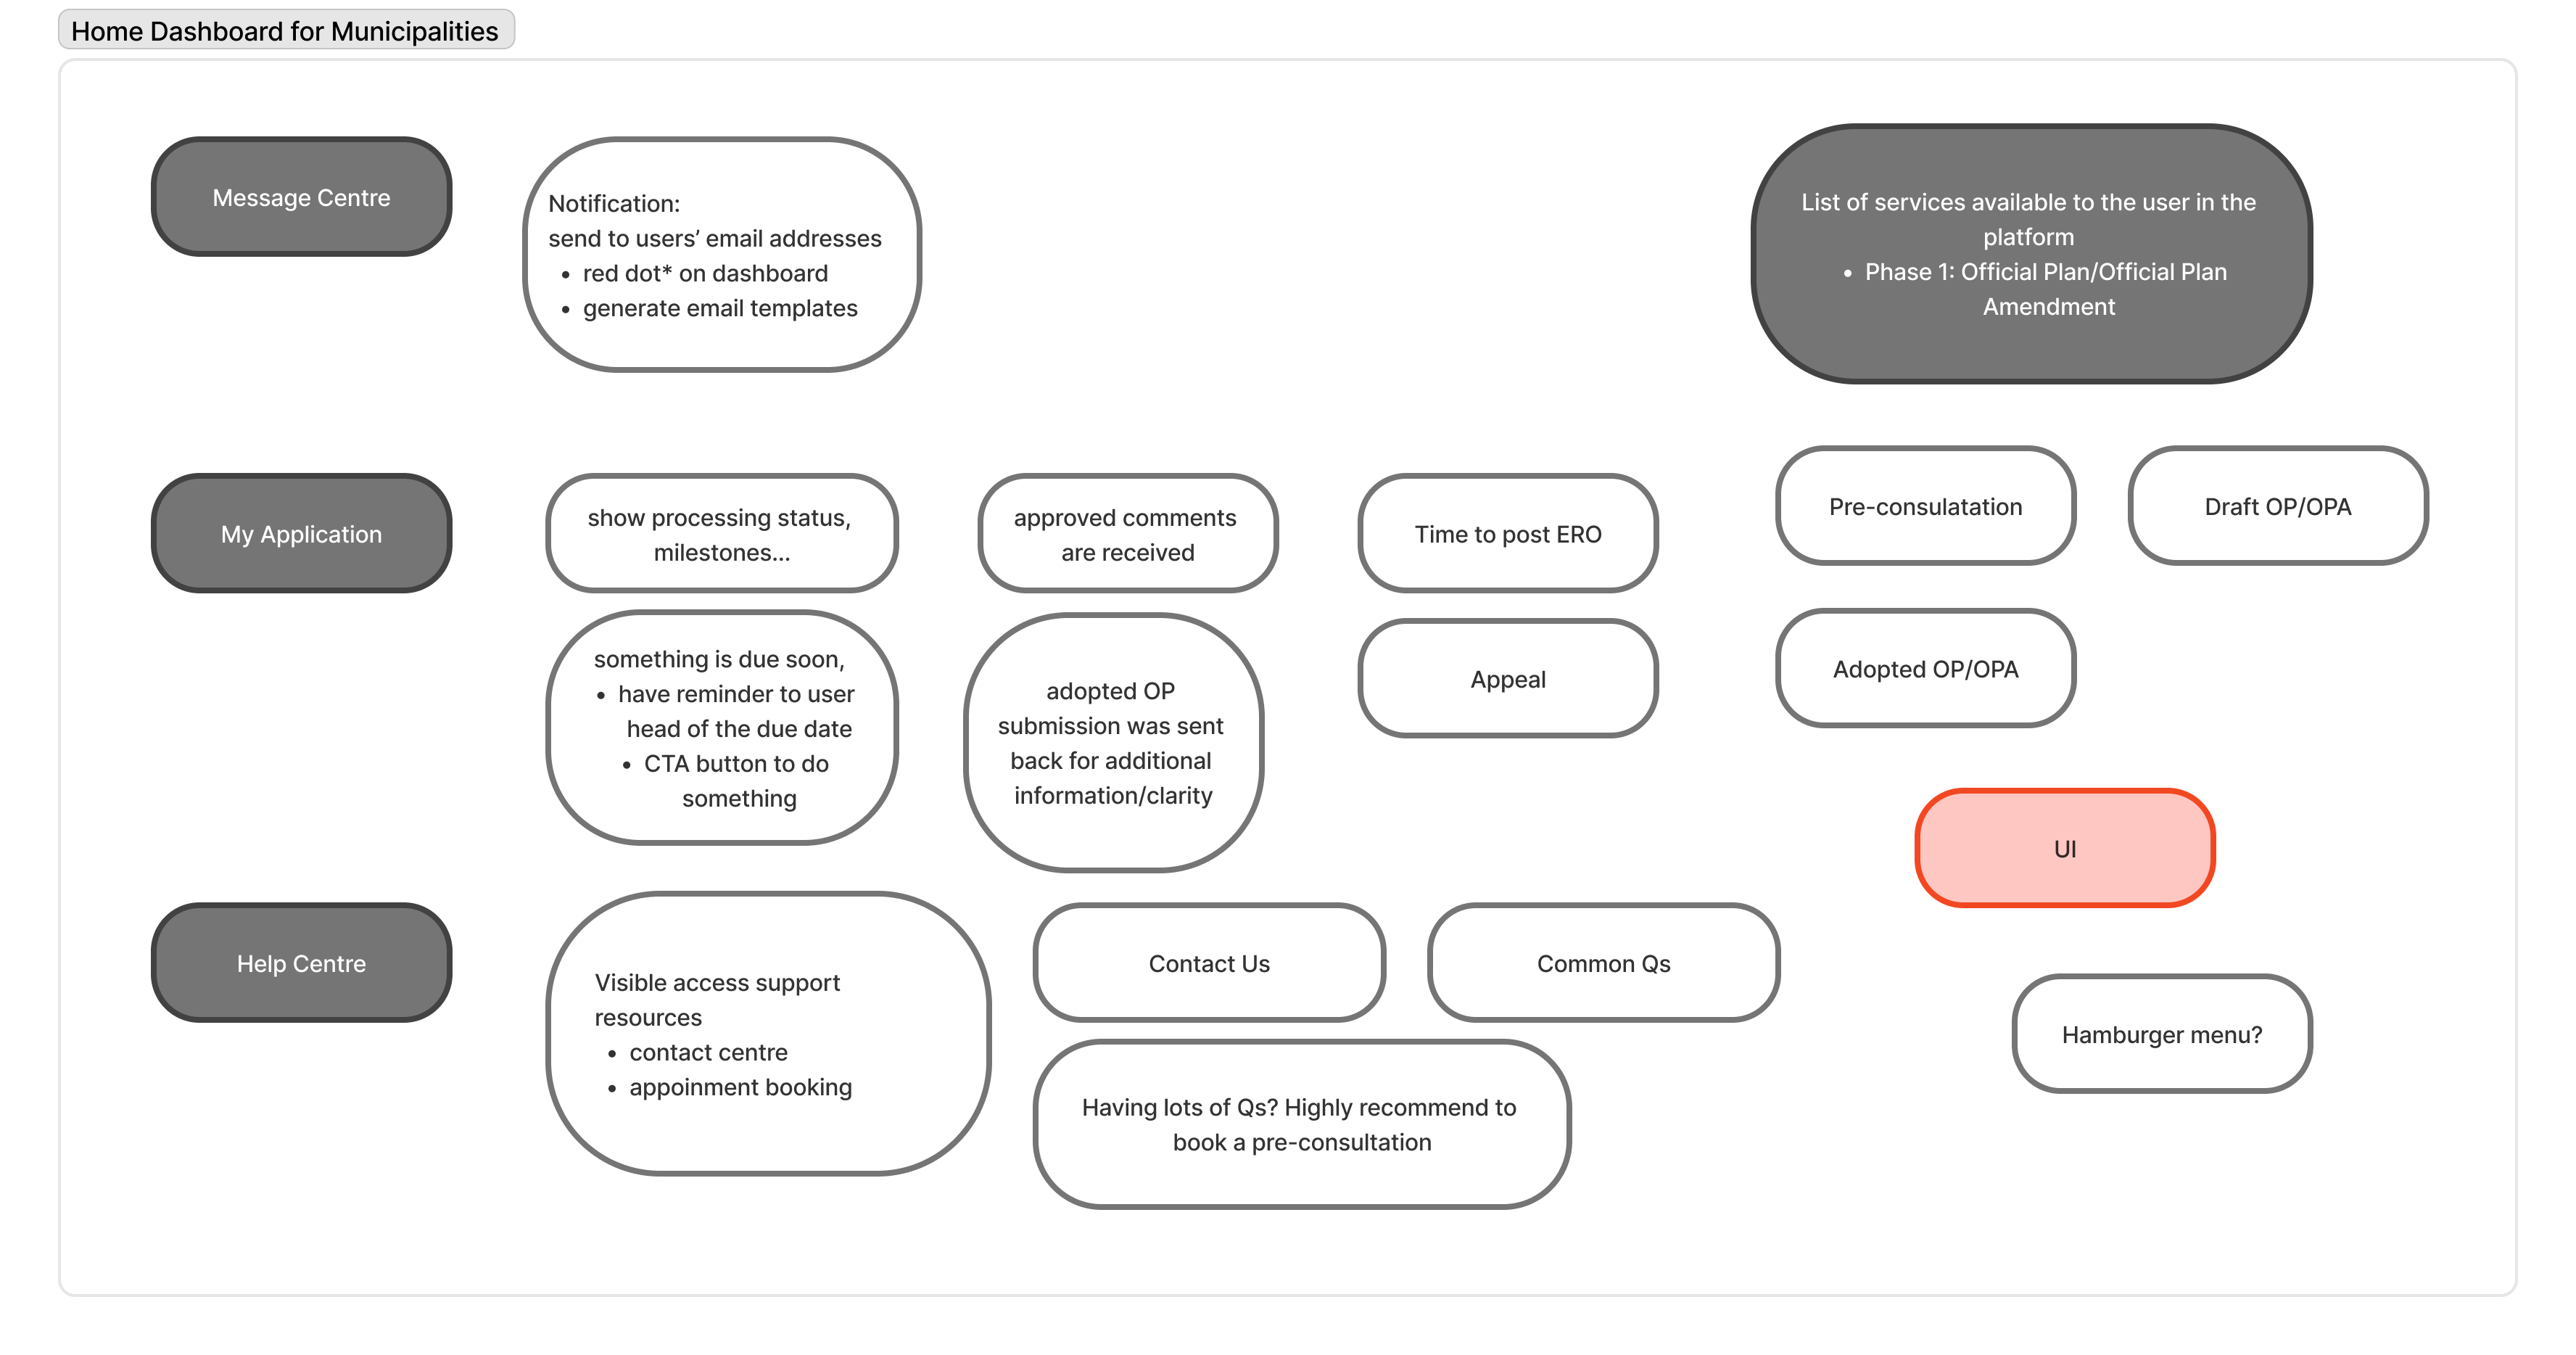 Home Dashboard for Municipalities
Message Centre
Notification:
send to users’ email addresses
• red dot* on dashboard
• generate email templates
List of services available to the user in the
platform
• Phase 1: Official Plan/Official Plan
Amendment
My Application
show processing status,
milestones...
approved comments
are received
Time to post ERO
Pre-consulatation
Draft OP/OPA
something is due soon,
• have reminder to user
head of the due date
• CTA button to do
something
adopted OP
submission was sent
back for additional
information/clarity
Appeal
Adopted OP/OPA
UI
Help Centre
Visible access support
resources
• contact centre
• appoinment booking
Contact Us
Common Qs
Hamburger menu?
Having lots of Qs? Highly recommend to
book a pre-consultation